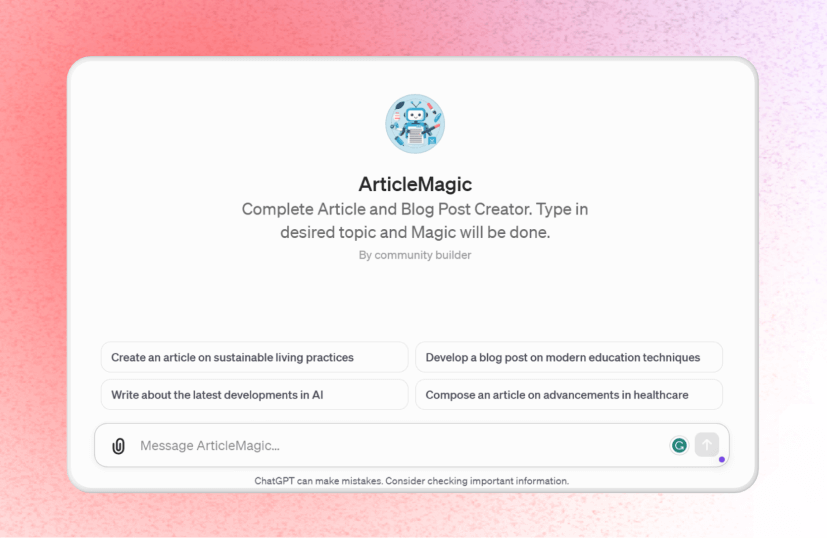 ArticleMagic
Complete Article and Blog Post Creator. Type in
desired topic and Magic will be done.
By community builder
Create an article on sustainable living practices
Develop a blog post on modern education techniques
Write about the latest developments in AI
Compose an article on advancements in healthcare
Message ArticleMagic...
ChatGPT can make mistakes. Consider checking important information.